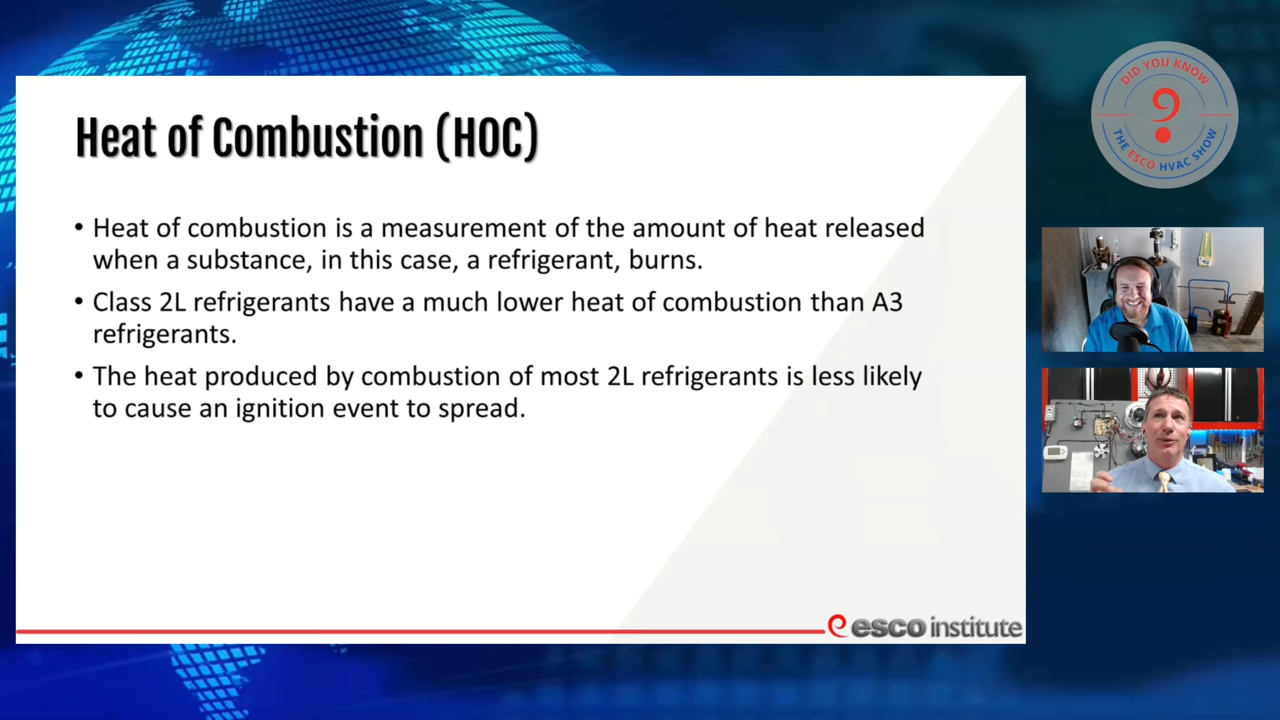 Heat of Combustion (HOC)
• Heat of combustion is a measurement of the amount of heat released
when a substance, in this case, a refrigerant, burns.
• Class 2L refrigerants have a much lower heat of combustion than A3
refrigerants.
• The heat produced by combustion of most 2L refrigerants is less likely
to cause an ignition event to spread.
esco institute
DID YOU KNOW
?
THE ESCO HVAC SHOW